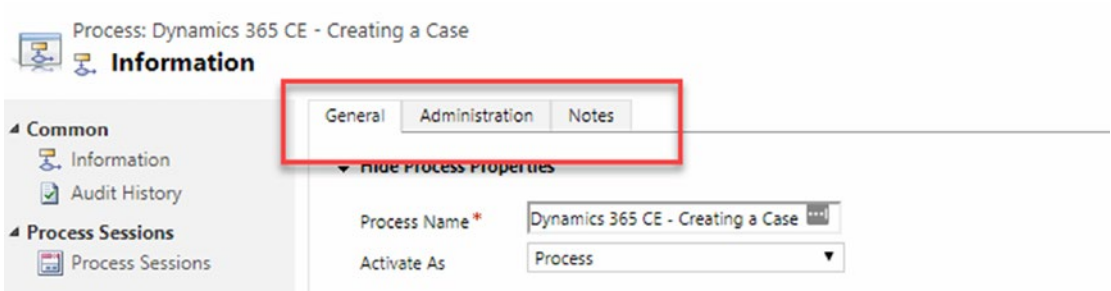 Process: Dynamics 365 CE - Creating a Case
Information
General Administration Notes
Common
Information
Audit History
Process Sessions
Process Sessions
Hide Process Properties
Process Name*
Dynamics 365 CE - Creating a Case
Activate As
Process